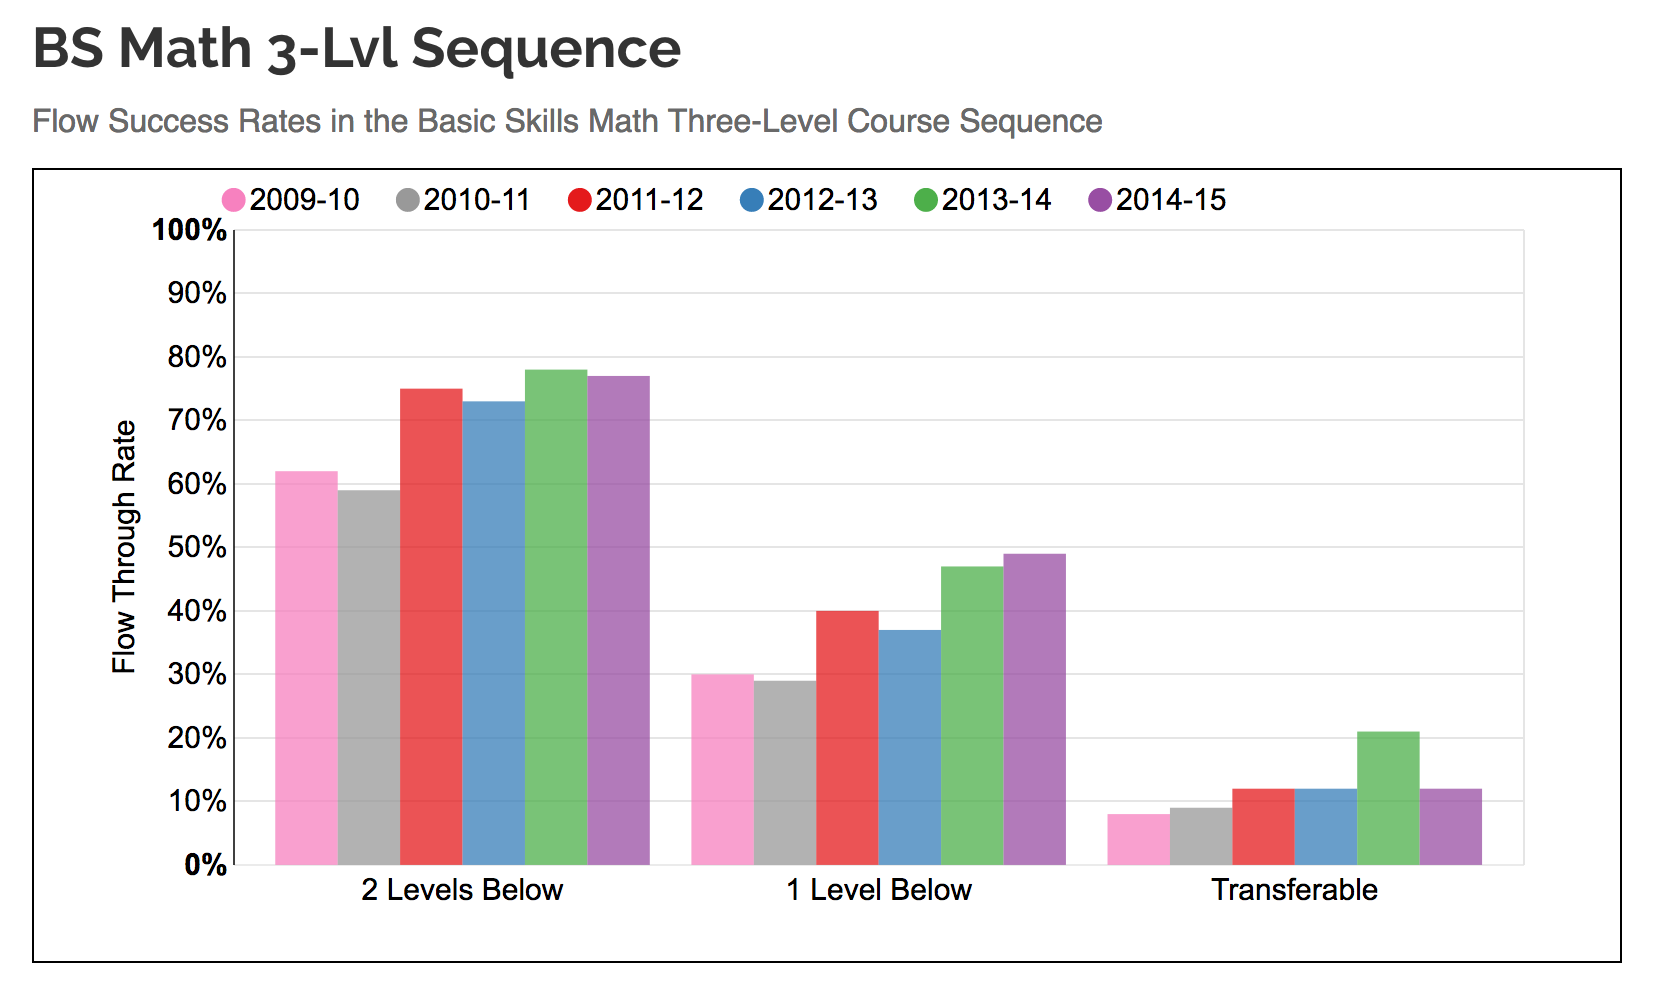 BS Math 3-Lvl Sequence
Flow Success Rates in the Basic Skills Math Three-Level Course Sequence
2009-10 2010-11 2011-12 2012-13 2013-14 2014-15
100%
90%
80%
70%
60%
50%
40%
30%
20%
10%
0%
Flow Through Rate
2 Levels Below 1 Level Below Transferable